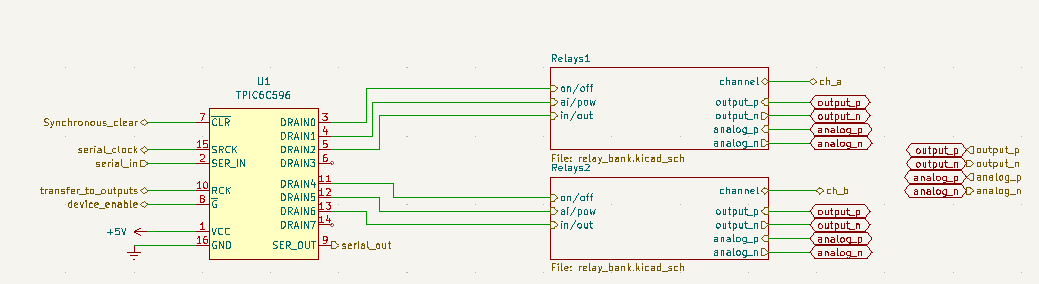 Relays1
U1
TPIC6C596
channel
ch_a
on/off
ai/pow
output_p
output_p
in/out
output_n
output_n
analog_p
analog_p
analog_n
analog_n
File: relay_bank.kicad_sch
Synchronous_clear
7
CLR
DRAIN0
3
DRAIN1
4
serial_clock
15
SRCK
DRAIN2
5
serial_in
2
SER_IN
DRAIN3
6
transfer_to_outputs
10
RCK
DRAIN4
11
device_enable
8
G
DRAIN5
12
DRAIN6
13
DRAIN7
14
+5V
1
VCC
16
GND
SER_OUT
9
serial_out
Relays2
channel
ch_b
on/off
ai/pow
output_p
output_p
in/out
output_n
output_n
analog_p
analog_p
analog_n
analog_n
File: relay_bank.kicad_sch
output_p
output_p
output_n
output_n
analog_p
analog_p
analog_n
analog_n